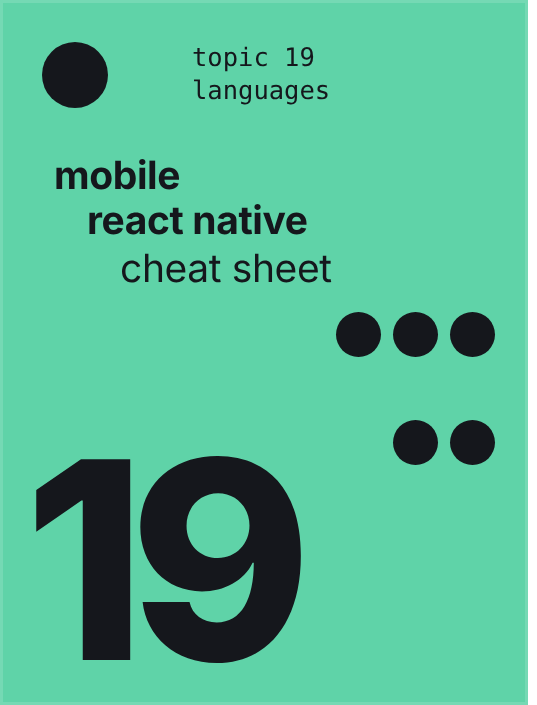 topic 19
languages
mobile
react native
cheat sheet
19